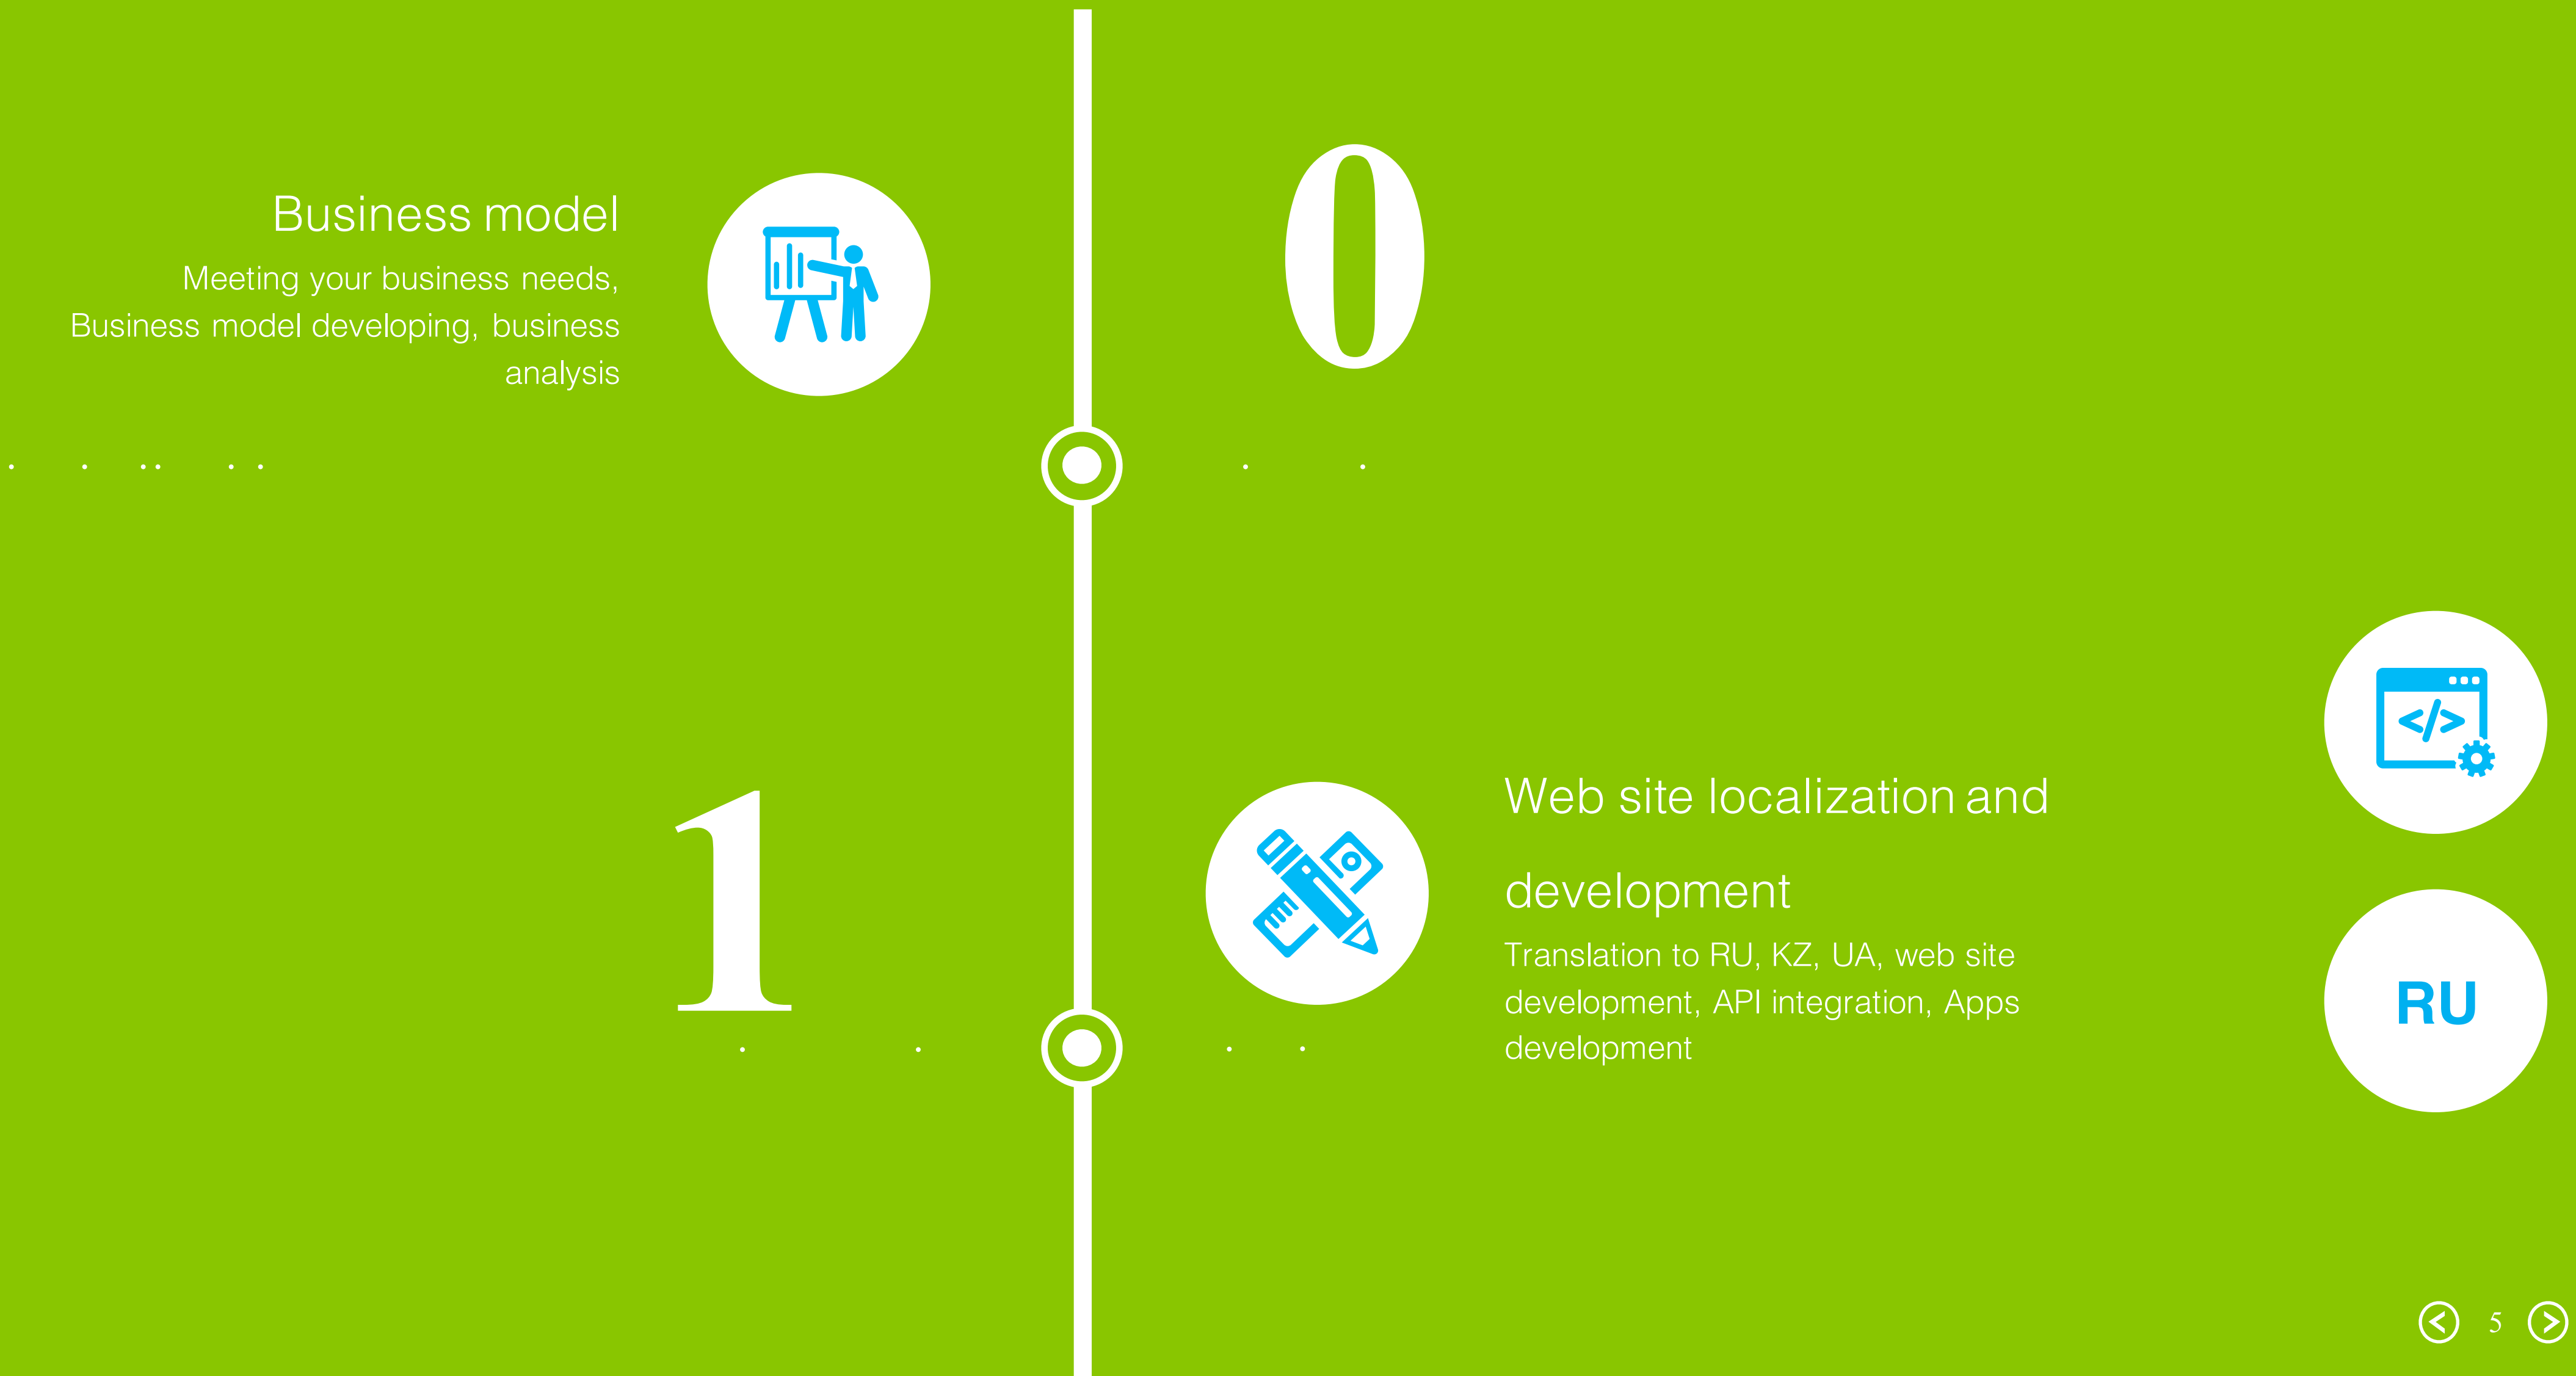 Business model
Meeting your business needs,
Business model developing, business
analysis
0
1
Web site localization and
development
Translation to RU, KZ, UA, web site
development, API integration, Apps
development
</>
RU
5